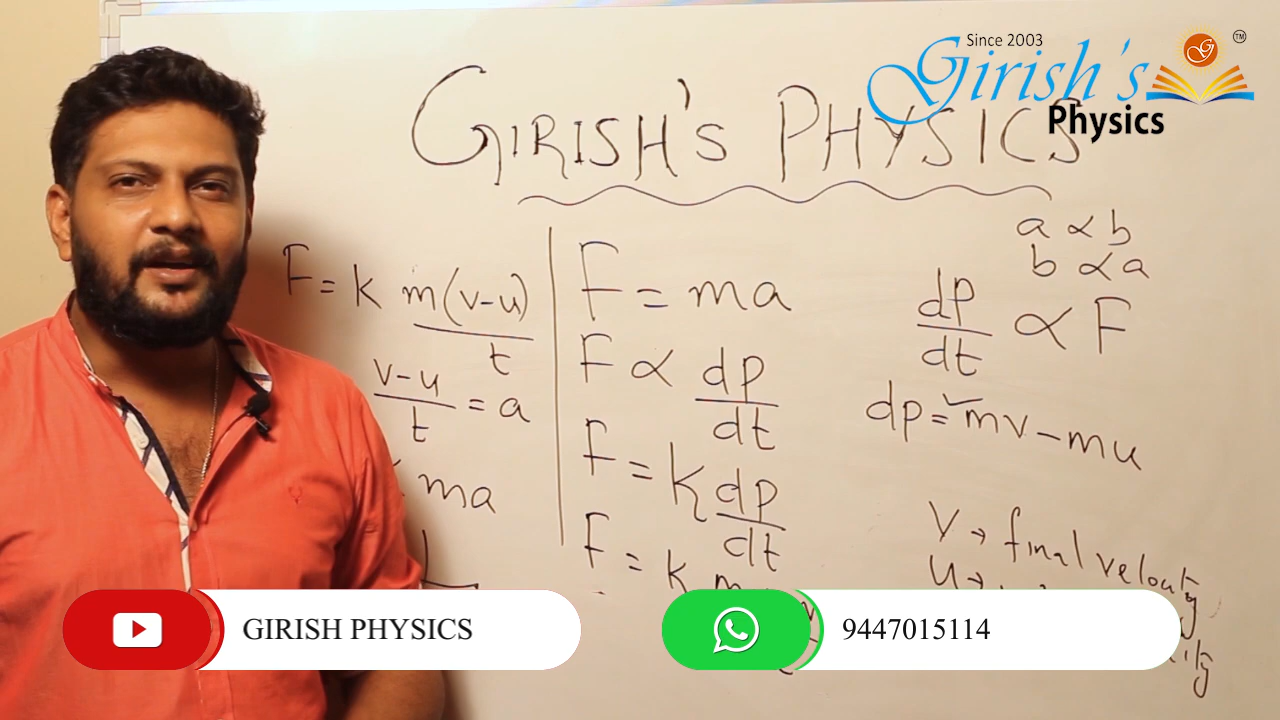 Since 2003
Girish's
Physics
TM
GIRISH'S PHYSICS
F = k m(v-u)/t
v-u/t = a
ma
F = ma
F ∝ dp/dt
F = k dp/dt
F = k
a ∝ b
b ∝ a
dp/dt ∝ F
dp = mv - mu
V → final velocity
u →
GIRISH PHYSICS
9447015114